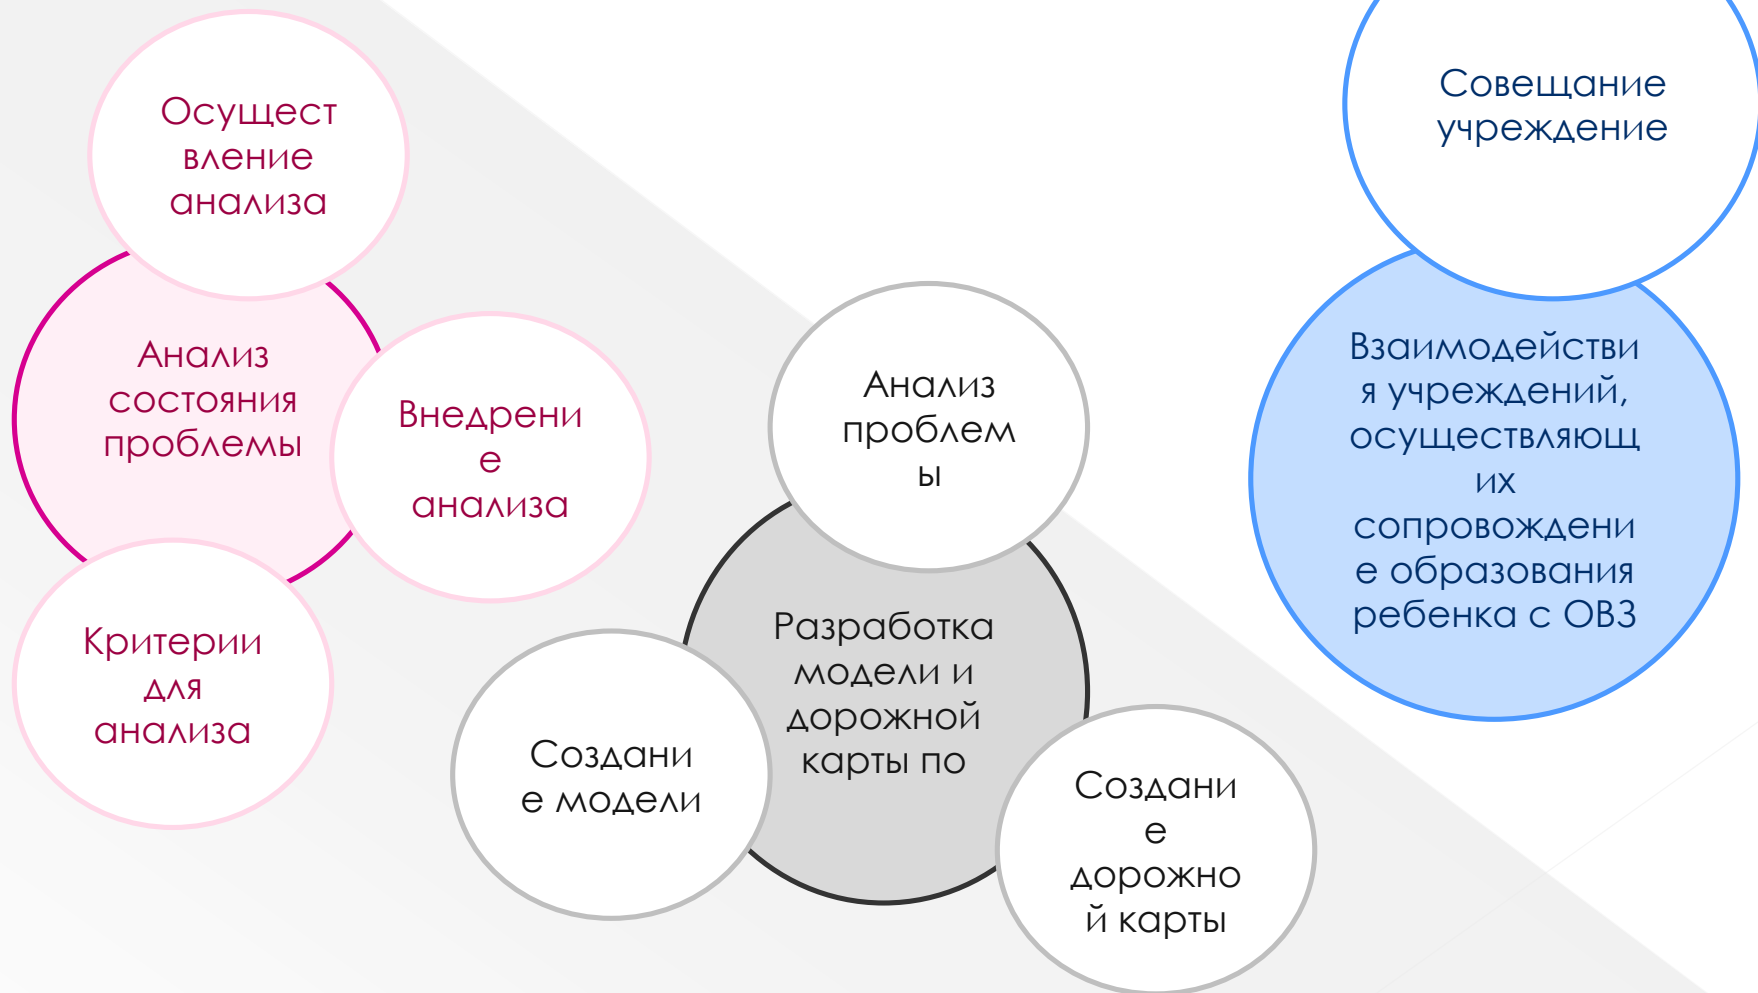 Осущест
вление
анализа
Анализ
состояния
проблемы
Внедрени
е
анализа
Критерии
для
анализа
Анализ
проблем
ы
Разработка
модели и
дорожной
карты по
Создани
е модели
Создани
е
дорожно
й карты
Совещание
учреждение
Взаимодействи
я учреждений,
осуществляющ
их
сопровождени
е образования
ребенка с ОВЗ